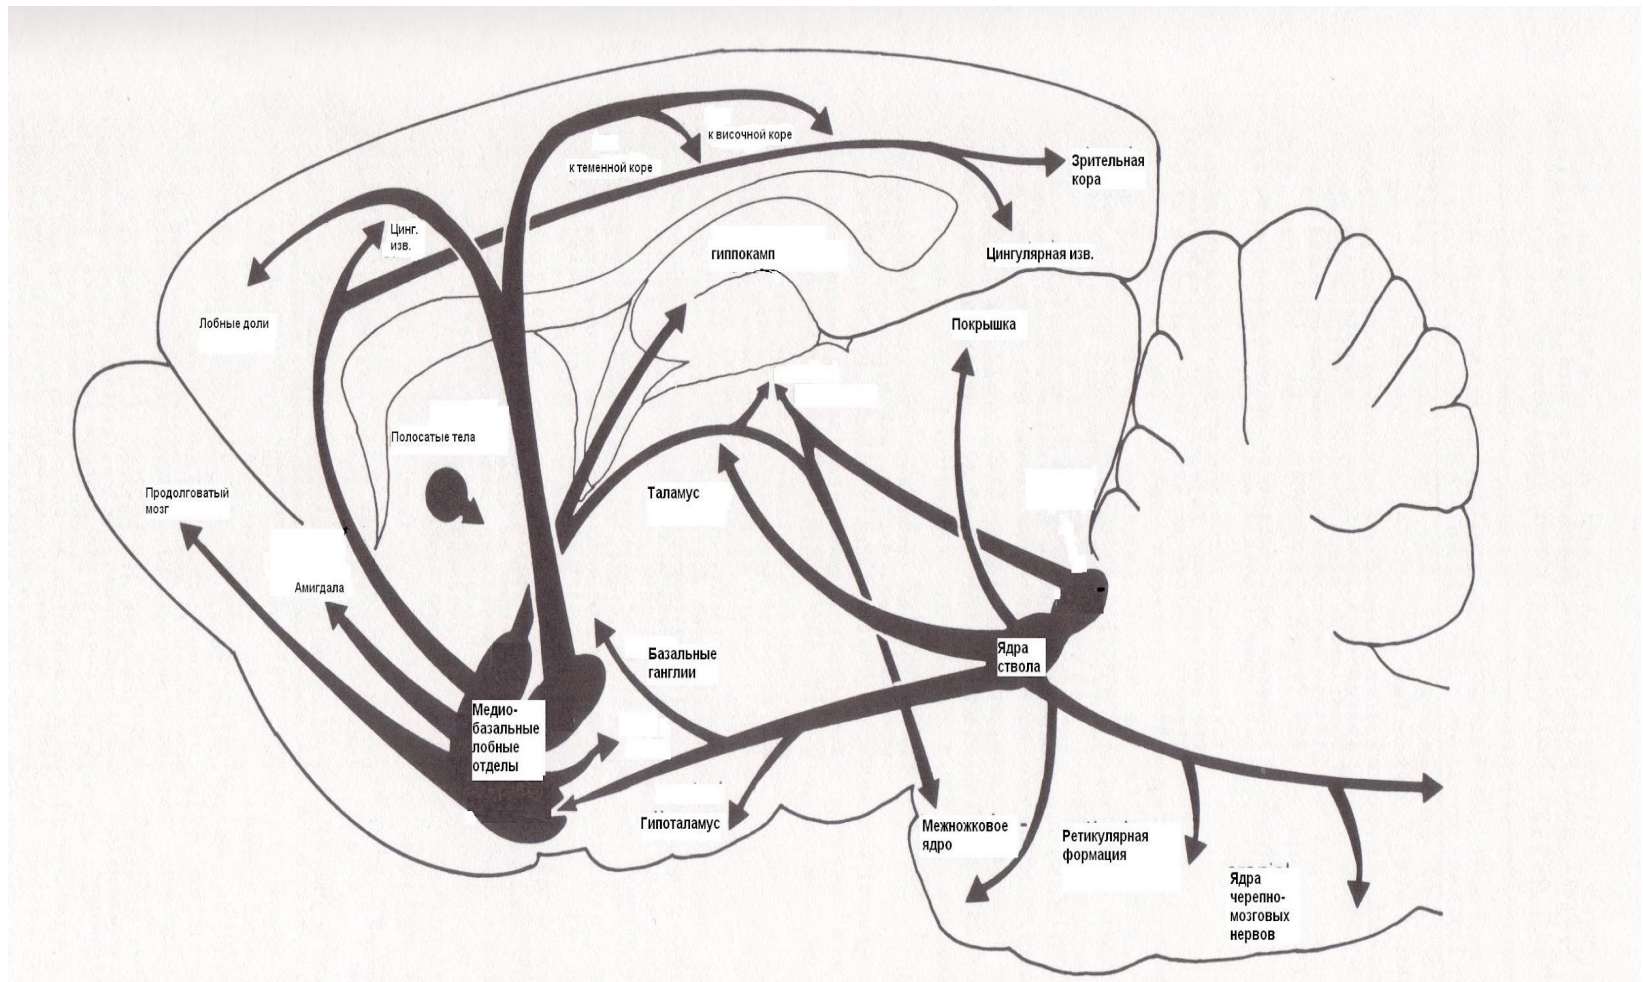 к височной коре
к теменной коре
Зрительная
кора
Цинг.
изв.
гиппокамп
Цингулярная изв.
Лобные доли
Покрышка
Полосатые тела
Продолговатый
мозг
Таламус
Амигдала
Базальные
ганглии
Ядра
ствола
Медио-
базальные
лобные
отделы
Гипоталамус
Межножковое
ядро
Ретикулярная
формация
Ядра
черепно-
мозговых
нервов